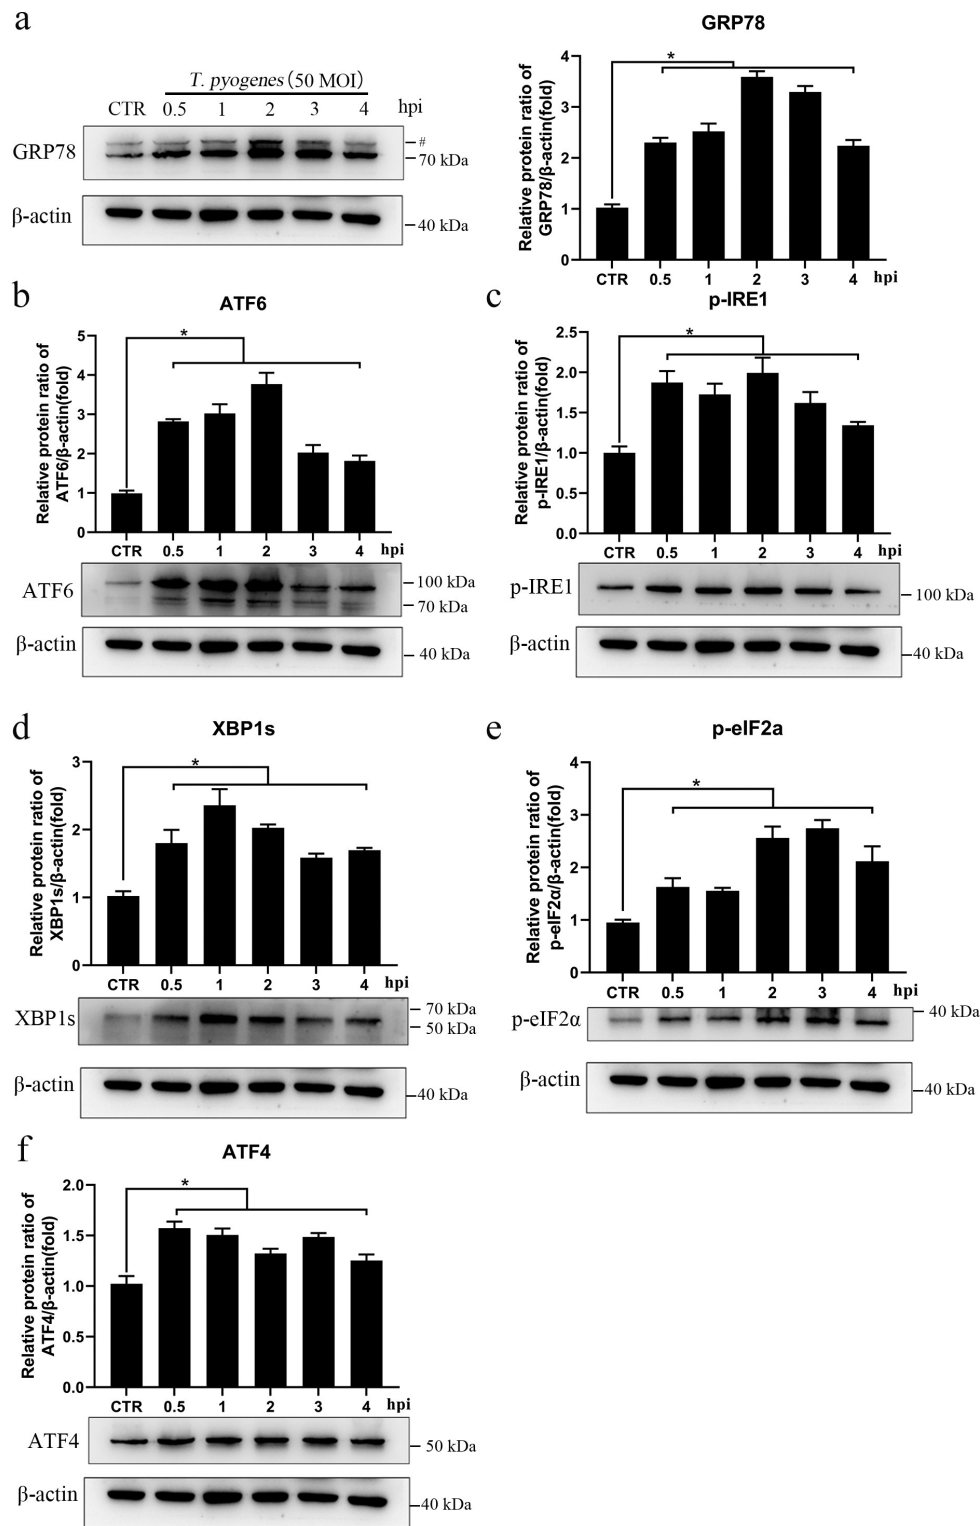 a
GRP78
T. pyogenes (50 MOI)
CTR 0.5 1 2 3 4 hpi
GRP78
#
70 kDa
β-actin
40 kDa
Relative protein ratio of
GRP78/β-actin(fold)
4
3
2
1
0
CTR 0.5 1 2 3 4 hpi
*
b
ATF6
Relative protein ratio of
ATF6/β-actin(fold)
5
4
3
2
1
0
*
CTR 0.5 1 2 3 4 hpi
ATF6
100 kDa
70 kDa
β-actin
40 kDa
c
p-IRE1
Relative protein ratio of
p-IRE1/β-actin(fold)
2.5
2.0
1.5
1.0
0.5
0.0
*
CTR 0.5 1 2 3 4 hpi
p-IRE1
100 kDa
β-actin
40 kDa
d
XBP1s
Relative protein ratio of
XBP1s/β-actin(fold)
3
2
1
0
*
CTR 0.5 1 2 3 4 hpi
XBP1s
70 kDa
50 kDa
β-actin
40 kDa
e
p-eIF2a
Relative protein ratio of
p-eIF2α/β-actin(fold)
4
3
2
1
0
*
CTR 0.5 1 2 3 4 hpi
p-eIF2α
40 kDa
β-actin
40 kDa
f
ATF4
Relative protein ratio of
ATF4/β-actin(fold)
2.0
1.5
1.0
0.5
0.0
*
CTR 0.5 1 2 3 4 hpi
ATF4
50 kDa
β-actin
40 kDa